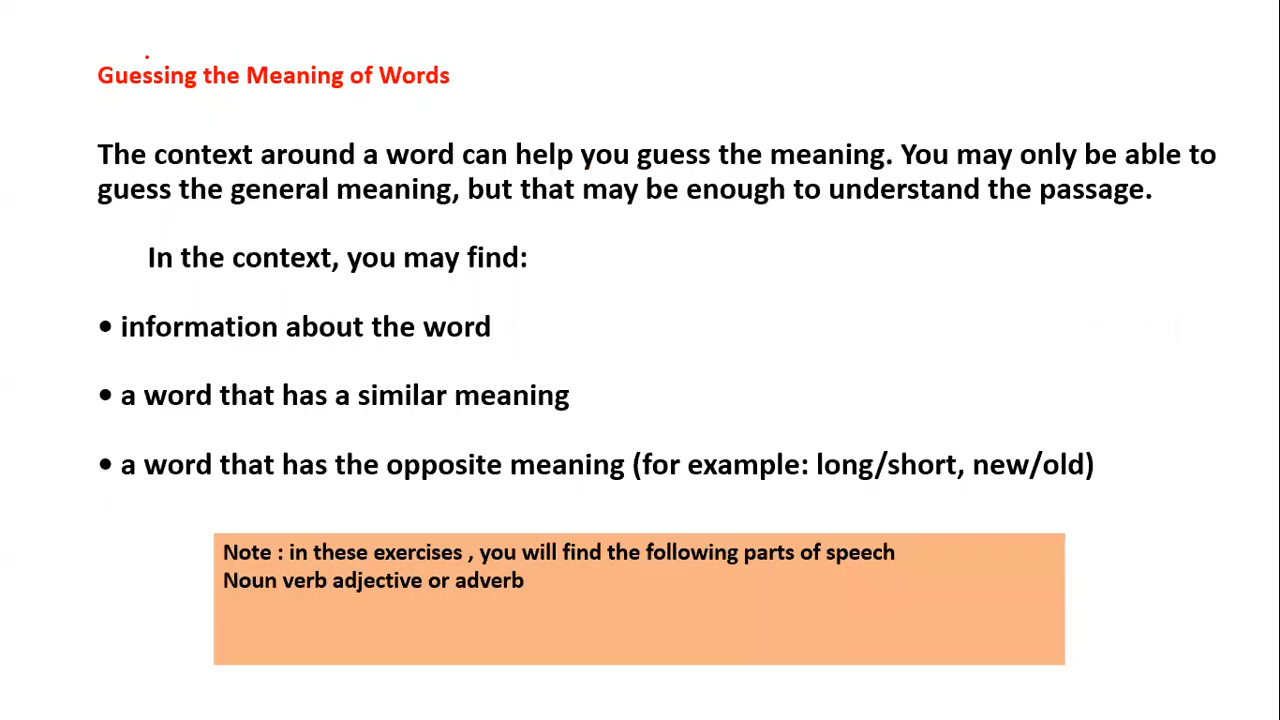 Guessing the Meaning of Words
The context around a word can help you guess the meaning. You may only be able to
guess the general meaning, but that may be enough to understand the passage.
In the context, you may find:
• information about the word
• a word that has a similar meaning
• a word that has the opposite meaning (for example: long/short, new/old)
Note : in these exercises , you will find the following parts of speech
Noun verb adjective or adverb